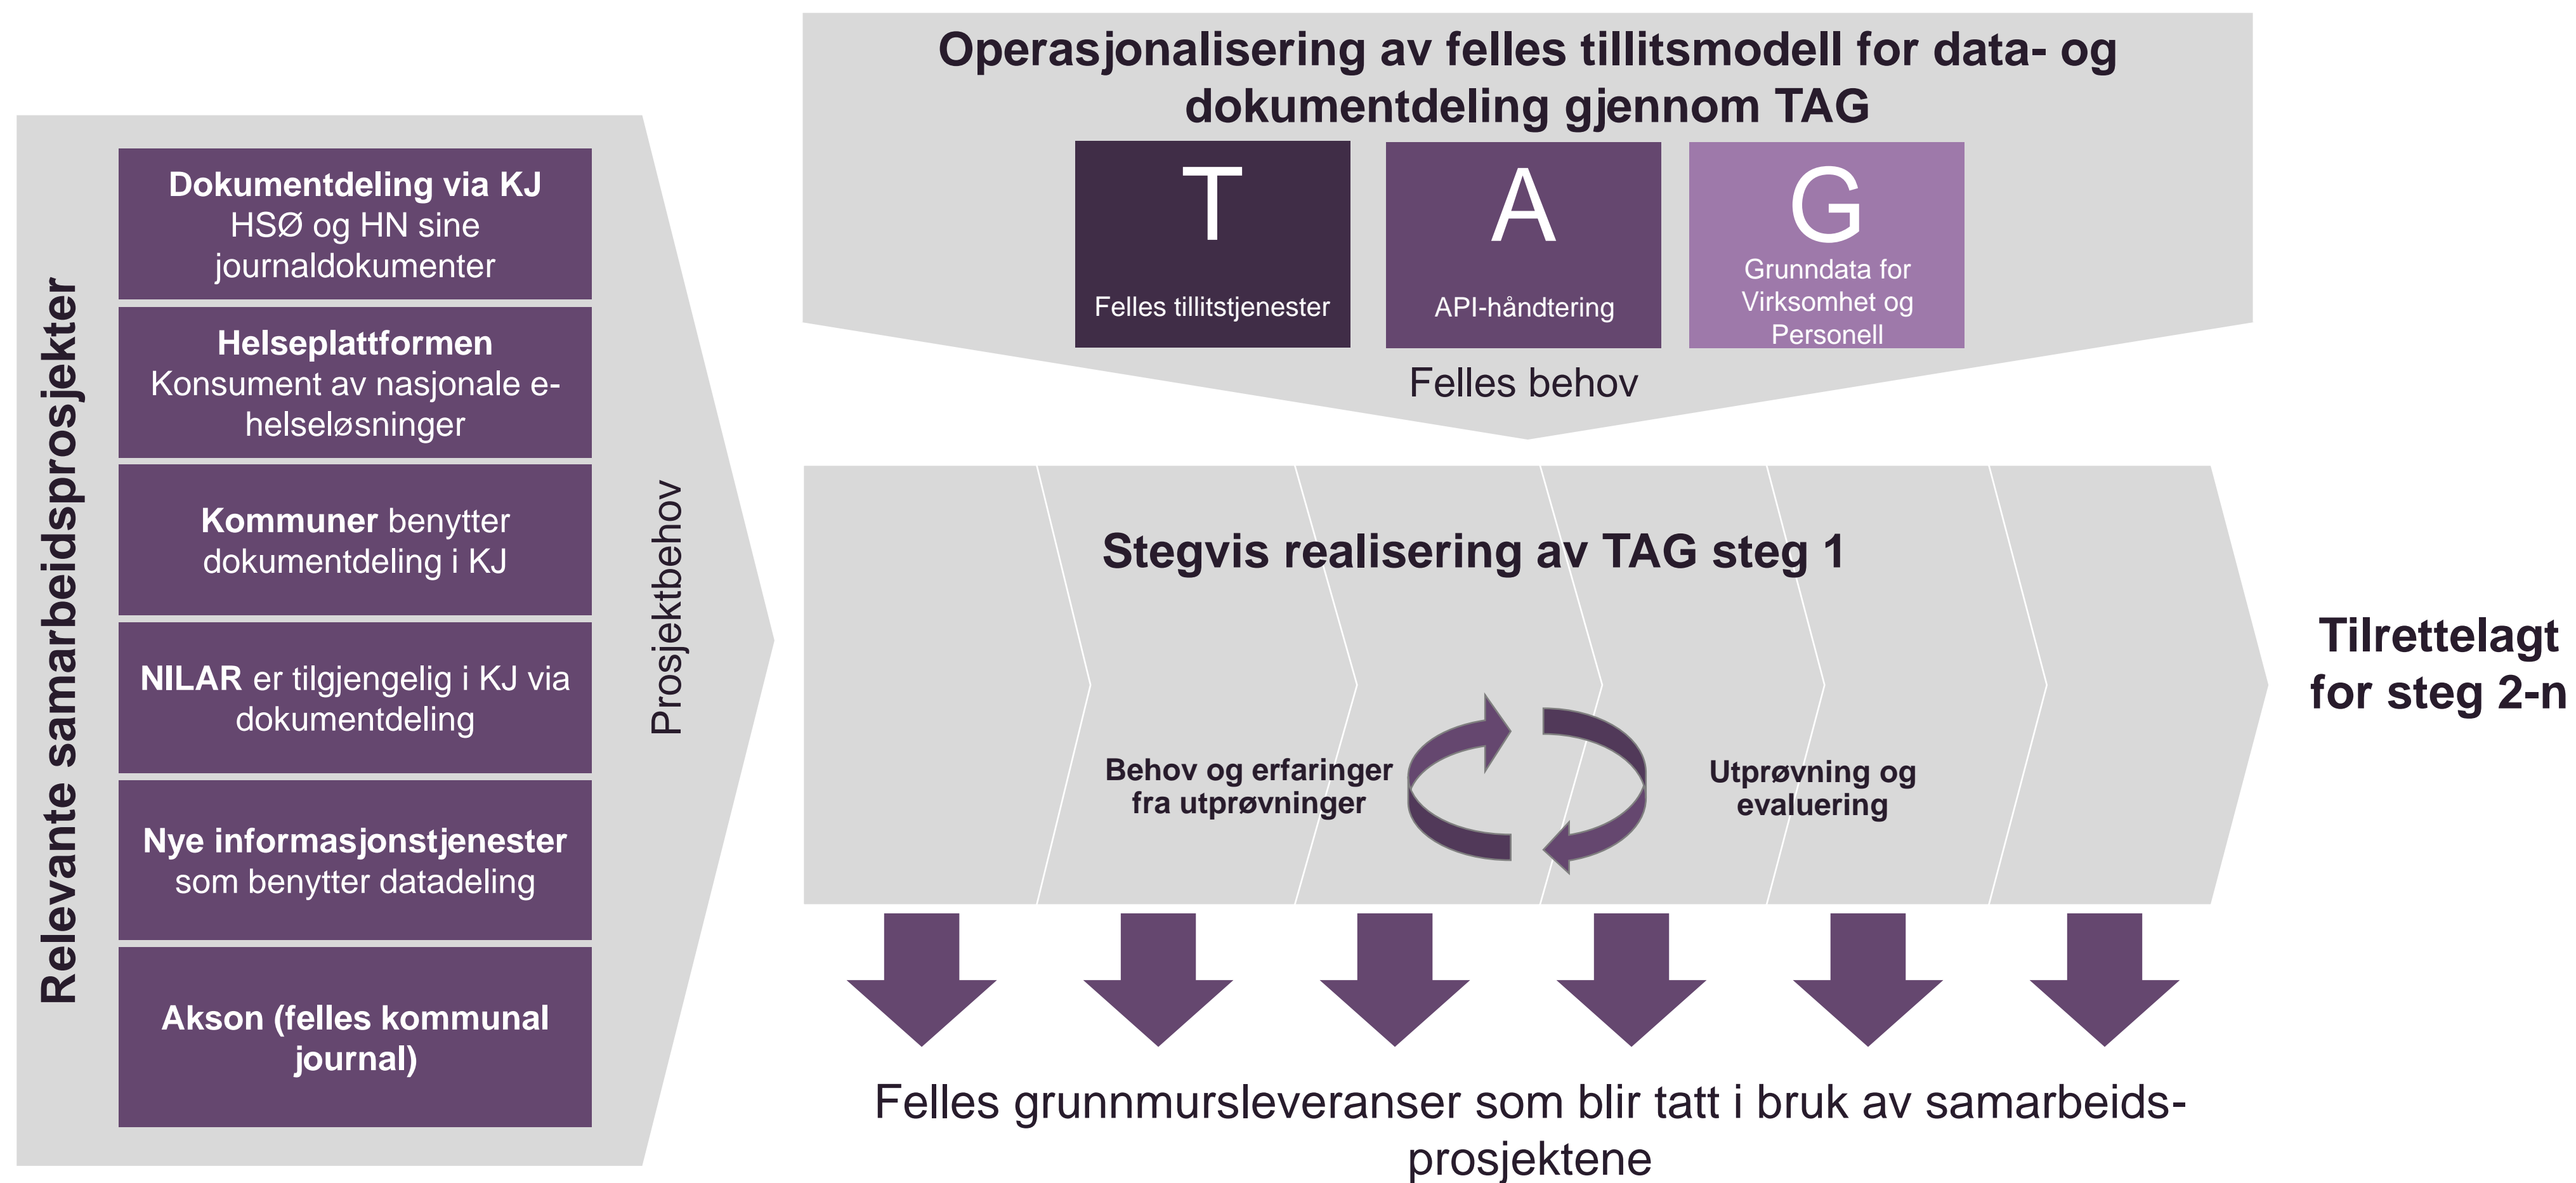 Relevante samarbeidsprosjekter
Dokumentdeling via KJ
HSØ og HN sine
journaldokumenter
Helseplattformen
Konsument av nasjonale e-
helseløsninger
Kommuner benytter
dokumentdeling i KJ
NILAR er tilgjengelig i KJ via
dokumentdeling
Nye informasjonstjenester
som benytter datadeling
Akson (felles kommunal
journal)
Prosjektbehov
Operasjonalisering av felles tillitsmodell for data- og
dokumentdeling gjennom TAG
T
Felles tillitstjenester
A
API-håndtering
G
Grunndata for
Virksomhet og
Personell
Felles behov
Stegvis realisering av TAG steg 1
Behov og erfaringer
fra utprøvninger
Utprøvning og
evaluering
Tilrettelagt
for steg 2-n
Felles grunnmursleveranser som blir tatt i bruk av samarbeids-
prosjektene